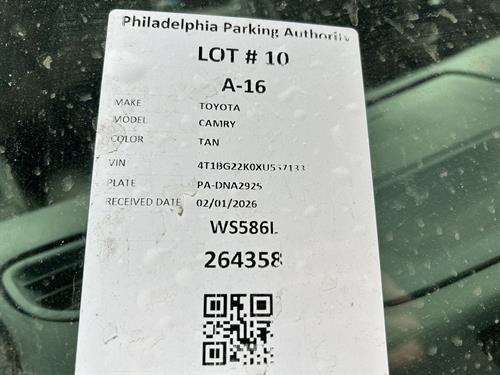 Philadelphia Parking Authority
LOT # 10
A-16
MAKE TOYOTA
MODEL CAMRY
COLOR TAN
VIN 4T1BG22K0XU537133
PLATE PA-DNA2925
RECEIVED DATE 02/01/2026
WS586L
264358